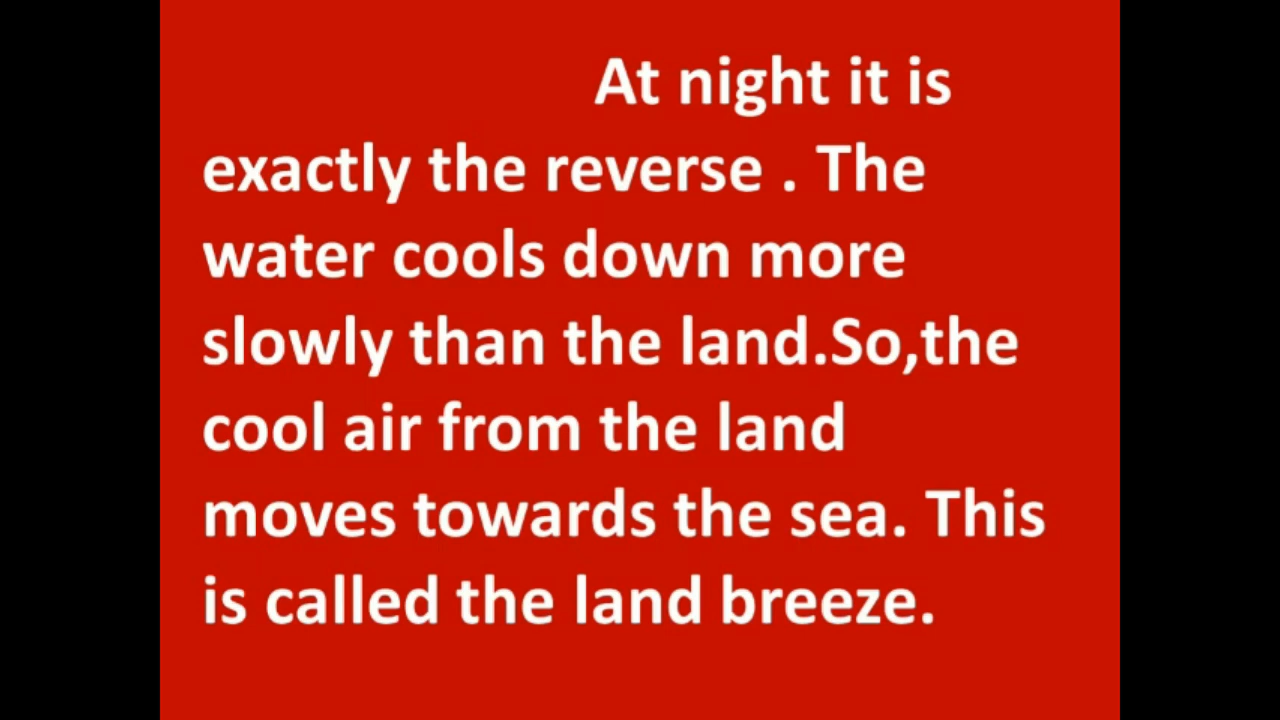 At night it is
exactly the reverse . The
water cools down more
slowly than the land.So,the
cool air from the land
moves towards the sea. This
is called the land breeze.